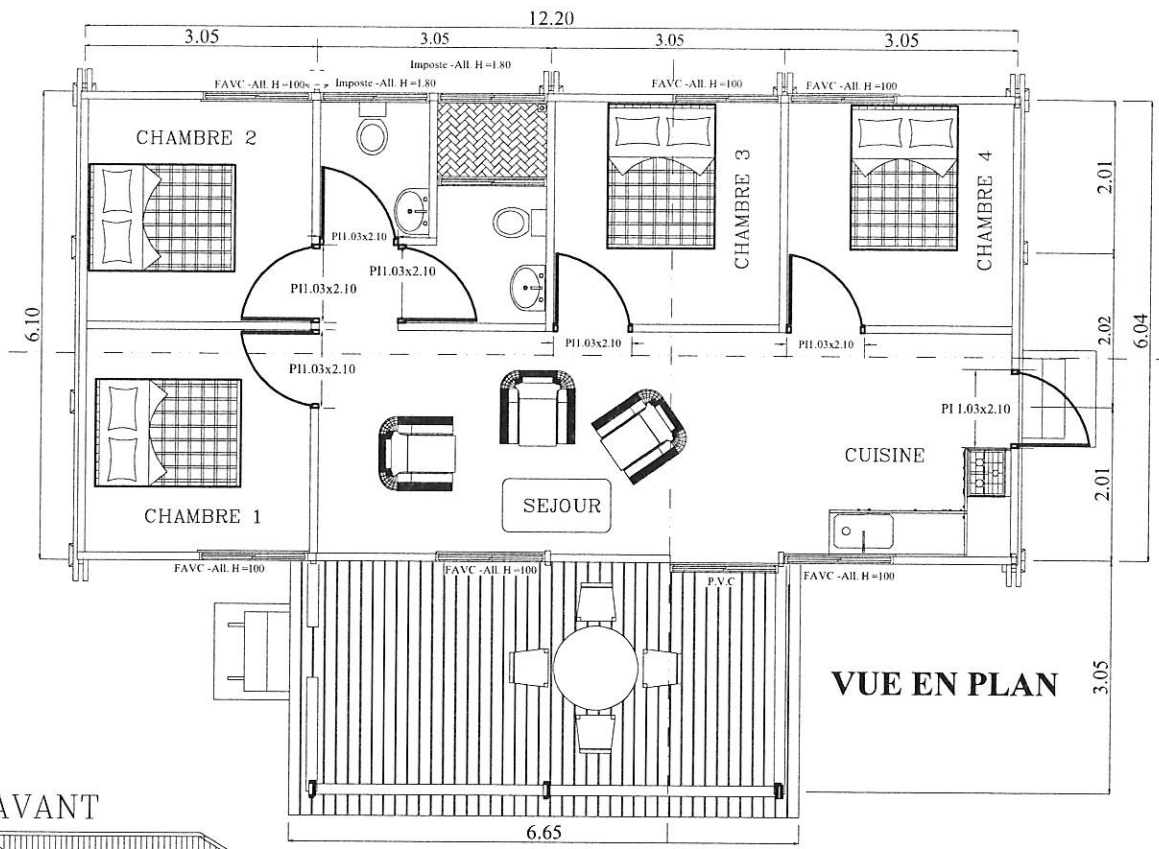 12.20
3.05 3.05 3.05 3.05
Imposte -All. H =1.80
FAVC -All. H =100 Imposte -All. H =1.80 FAVC -All. H =100 FAVC -All. H =100
CHAMBRE 2
CHAMBRE 3
CHAMBRE 4
2.01
PI1.03x2.10
PI1.03x2.10
PI1.03x2.10
6.10
2.02
6.04
PI1.03x2.10 PI1.03x2.10
PI1.03x2.10
PI 1.03x2.10
CUISINE
2.01
SEJOUR
CHAMBRE 1
FAVC -All. H =100 FAVC -All. H =100 P.V.C FAVC -All. H =100
VUE EN PLAN
3.05
AVANT
6.65